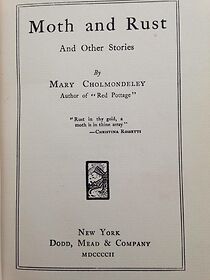 Moth and Rust
And Other Stories
By
Mary Cholmondeley
Author of "Red Pottage"
"Rust in thy gold, a
moth is in thine array."
—Christina Rossetti
New York
Dodd, Mead & Company
MDCCCCII